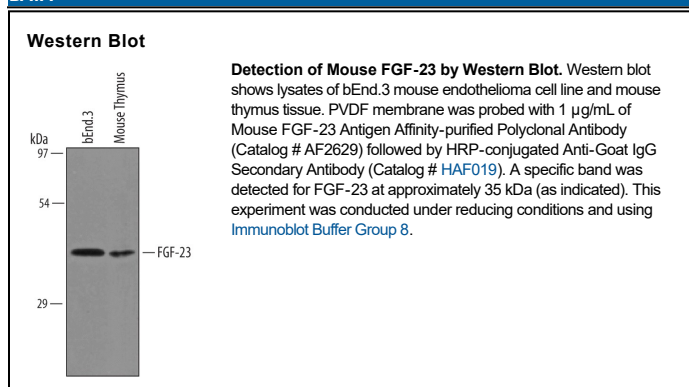 Western Blot
bEnd.3
Mouse Thymus
kDa
97
54
FGF-23
29
Detection of Mouse FGF-23 by Western Blot. Western blot
shows lysates of bEnd.3 mouse endothelioma cell line and mouse
thymus tissue. PVDF membrane was probed with 1 µg/mL of
Mouse FGF-23 Antigen Affinity-purified Polyclonal Antibody
(Catalog # AF2629) followed by HRP-conjugated Anti-Goat IgG
Secondary Antibody (Catalog # HAF019). A specific band was
detected for FGF-23 at approximately 35 kDa (as indicated). This
experiment was conducted under reducing conditions and using
Immunoblot Buffer Group 8.